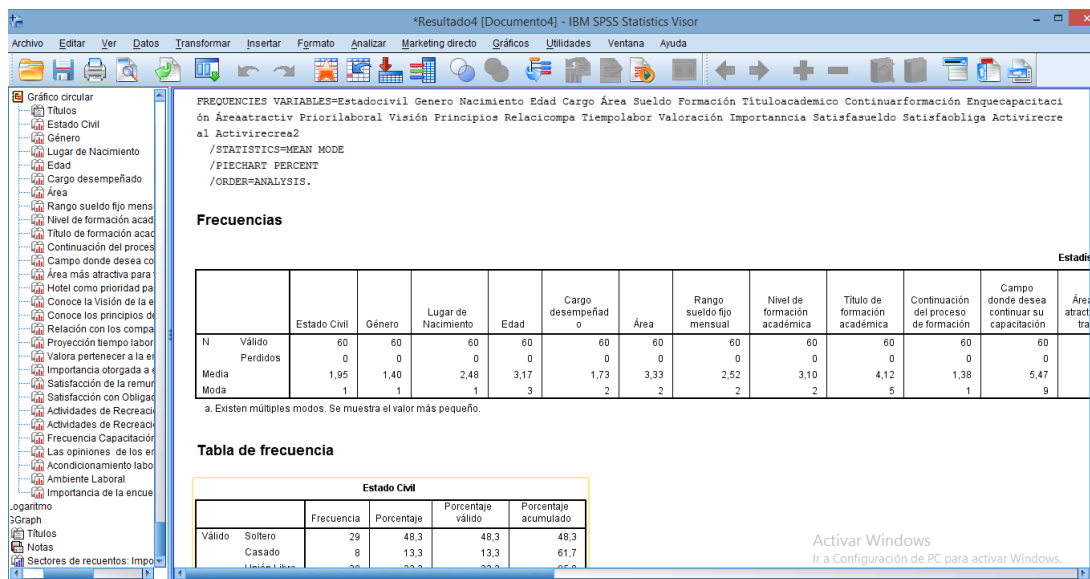 *Resultado4 [Documento4] - IBM SPSS Statistics Visor
Archivo Editar Ver Datos Transformar Insertar Formato Analizar Marketing directo Gráficos Utilidades Ventana Ayuda
Gráfico circular
Títulos
Estado Civil
Género
Lugar de Nacimiento
Edad
Cargo desempeñado
Área
Rango sueldo fijo mens
Nivel de formación acad
Título de formación acad
Continuación del proces
Campo donde desea co
Área más atractiva para
Hotel como prioridad pa
Conoce la Visión de la e
Conoce los principios de
Relación con los compa
Proyección tiempo labor
Valora pertenecer a la er
Importancia otorgada a
Satisfacción de la remur
Satisfacción con Obligac
Actividades de Recreaci
Actividades de Recreaci
Frecuencia Capacitación
Las opiniones de los er
Acondicionamiento labo
Ambiente Laboral
Importancia de la encue
.ogaritmo
Graph
Títulos
Notas
Sectores de recuentos: Impo
FREQUENCIES VARIABLES=Estadocivil Genero Nacimiento Edad Cargo Área Sueldo Formación Títuloacademico Continuarformación Enquecapacitaci
ón Áreaatractiv Priorilaboral Visión Principios Relacicompa Tiempolabor Valoración Importanncia Satisfasueldo Satisfaobliga Activirecre
a1 Activirecrea2
/STATISTICS=MEAN MODE
/PIECHART PERCENT
/ORDER=ANALYSIS.
Frecuencias
Estadís
Estado Civil Género Lugar de Nacimiento Edad Cargo desempeñad o Área Rango sueldo fijo mensual Nivel de formación académica Título de formación académica Continuación del proceso de formación Campo donde desea continuar su capacitación Área atract tra
N Válido 60 60 60 60 60 60 60 60 60 60 60
Perdidos 0 0 0 0 0 0 0 0 0 0 0
Media 1,95 1,40 2,48 3,17 1,73 3,33 2,52 3,10 4,12 1,38 5,47
Moda 1 1 1 3 2 2 2 2 5 1 9
a. Existen múltiples modos. Se muestra el valor más pequeño.
Tabla de frecuencia
Estado Civil
Frecuencia Porcentaje Porcentaje válido Porcentaje acumulado
Válido Soltero 29 48,3 48,3 48,3
Casado 8 13,3 13,3 61,7
Unión Libre
Activar Windows
Ir a Configuración de PC para activar Windows.